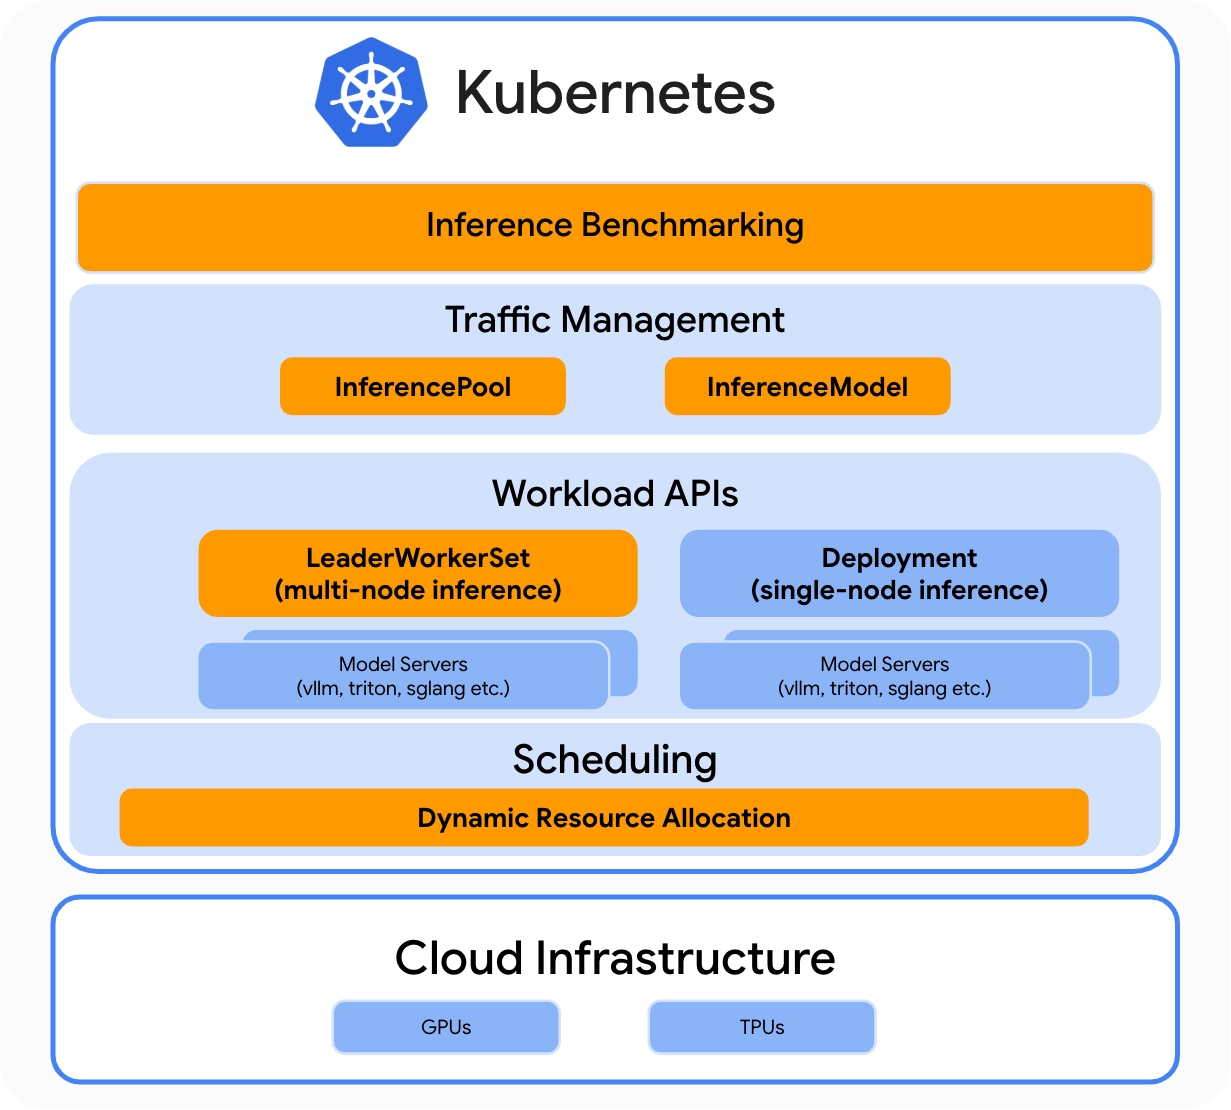 Kubernetes
Inference Benchmarking
Traffic Management
InferencePool
InferenceModel
Workload APIs
LeaderWorkerSet
(multi-node inference)
Deployment
(single-node inference)
Model Servers
(vllm, triton, sglang etc.)
Model Servers
(vllm, triton, sglang etc.)
Scheduling
Dynamic Resource Allocation
Cloud Infrastructure
GPUs
TPUs